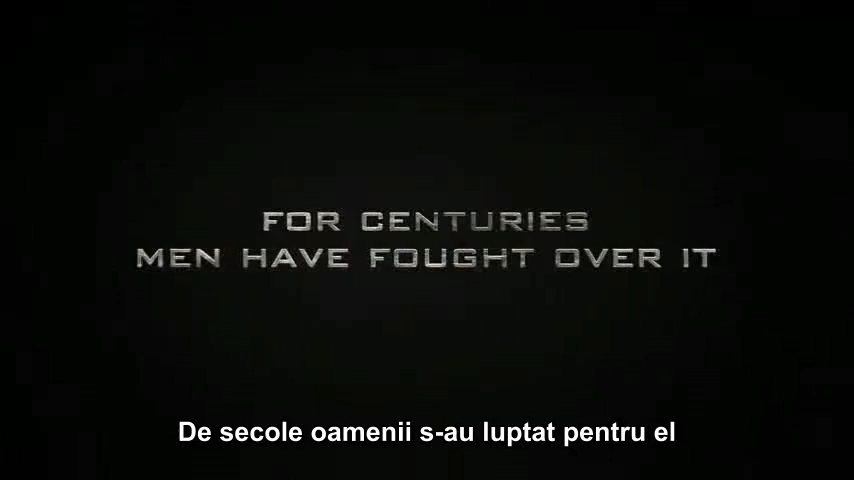 FOR CENTURIES
MEN HAVE FOUGHT OVER IT
De secole oamenii s-au luptat pentru el